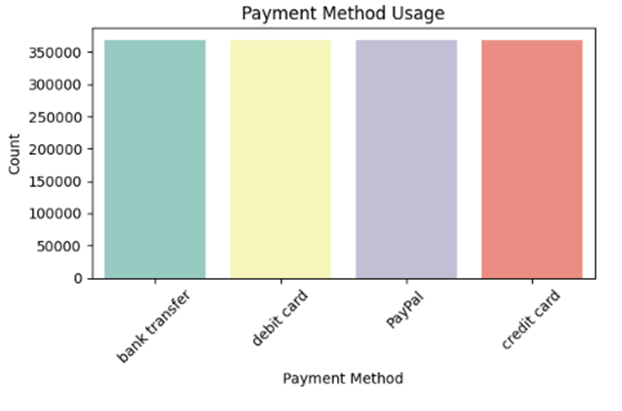 Payment Method Usage
350000
300000
250000
200000
150000
100000
50000
0
Count
bank transfer
debit card
PayPal
credit card
Payment Method